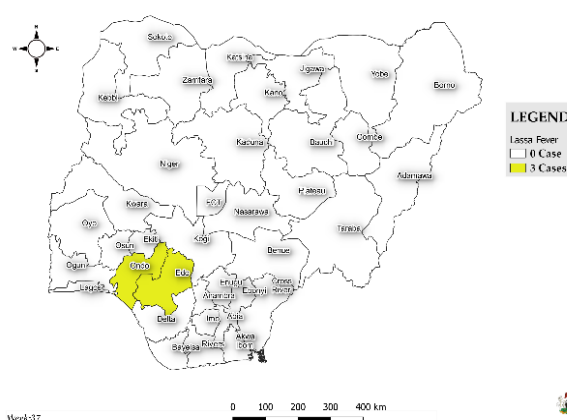 N
Sokoto
Katsina
Jigawa
Yobe
Borno
Zamfara
Kano
Kebbi
LEGEND
Lassa Fever
0 Case
3 Cases
Kaduna
Bauchi
Gombe
Niger
Adamawa
Plateau
Kwara
FCT
Nasarawa
Taraba
Oyo
Kogi
Osun
Ekiti
Benue
Ogun
Ondo
Edo
Lagos
Enugu
Ebonyi
Cross
River
Anambra
Delta
Imo
Abia
Bayelsa
Rivers
Akwa
Ibom
0 100 200 300 400 km
Week-37